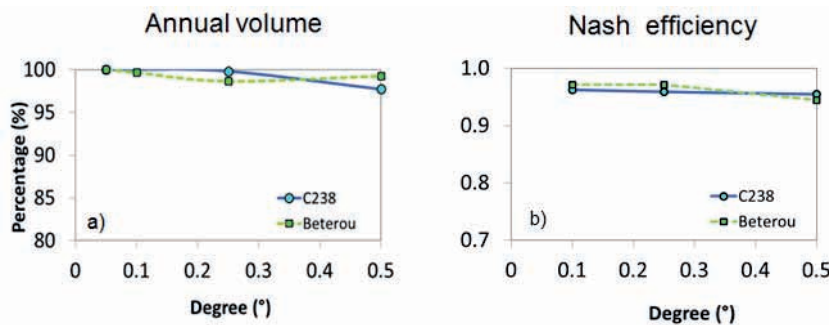 Annual volume
100
95
90
85
80
Percentage (%)
a)
C238
Beterou
0 0.1 0.2 0.3 0.4 0.5
Degree (°)
Nash efficiency
1.0
0.9
0.8
0.7
b)
C238
Beterou
0 0.1 0.2 0.3 0.4 0.5
Degree (°)